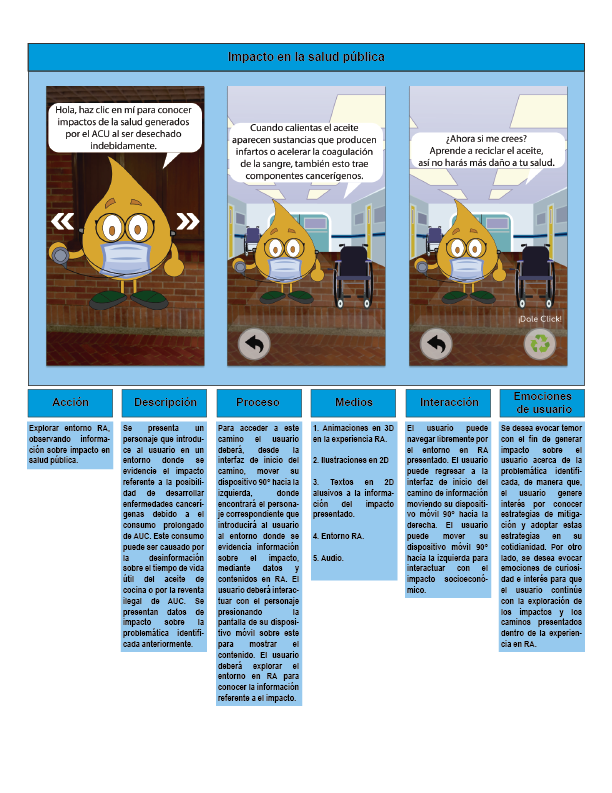 Impacto en la salud pública
Hola, haz clic en mí para conocer
impactos de la salud generados
por el ACU al ser desechado
indebidamente.
Cuando calientas el aceite
aparecen sustancias que producen
infartos o acelerar la coagulación
de la sangre, también esto trae
componentes cancerígenos.
¿Ahora si me crees?
Aprende a reciclar el aceite,
así no harás más daño a tu salud.
¡Dole Click!
Acción
Explorar entorno RA,
observando informa-
ción sobre impacto en
salud pública.
Descripción
Se presenta un
personaje que introdu-
ce al usuario en un
entorno donde se
evidencie el impacto
referente a la posibili-
dad de desarrollar
enfermedades cancerí-
genas debido a el
consumo prolongado
de AUC. Este consumo
puede ser causado por
la desinformación
sobre el tiempo de vida
útil del aceite de
cocina o por la reventa
ilegal de AUC. Se
presentan datos de
impacto sobre la
problemática identifi-
cada anteriormente.
Proceso
Para acceder a este
camino el usuario
deberá, desde la
interfaz de inicio del
camino, mover su
dispositivo 90° hacia la
izquierda, donde
encontrará el persona-
je correspondiente que
introducirá al usuario
al entorno donde se
evidencia información
sobre el impacto,
mediante datos y
contenidos en RA. El
usuario deberá interac-
tuar con el personaje
presionando la
pantalla de su disposi-
tivo móvil sobre este
para mostrar el
contenido. El usuario
deberá explorar el
entorno en RA para
conocer la información
referente a el impacto.
Medios
1. Animaciones en 3D
en la experiencia RA.
2. Ilustraciones en 2D
3. Textos en 2D
alusivos a la informa-
ción del impacto
presentado.
4. Entorno RA.
5. Audio.
Interacción
El usuario puede
navegar libremente por
el entorno en RA
presentado. El usuario
puede regresar a la
interfaz de inicio del
camino de información
moviendo su dispositi-
vo móvil 90° hacia la
derecha. El usuario
puede mover su
dispositivo móvil 90°
hacia la izquierda para
interactuar con el
impacto socioeconó-
mico.
Emociones
de usuario
Se desea evocar temor
con el fin de generar
impacto sobre el
usuario acerca de la
problemática identifi-
cada, de manera que,
el usuario genere
interés por conocer
estrategias de mitiga-
ción y adoptar estas
estrategias en su
cotidianidad. Por otro
lado, se desea evocar
emociones de curiosi-
dad e interés para que
el usuario continúe
con la exploración de
los impactos y los
caminos presentados
dentro de la experien-
cia en RA.